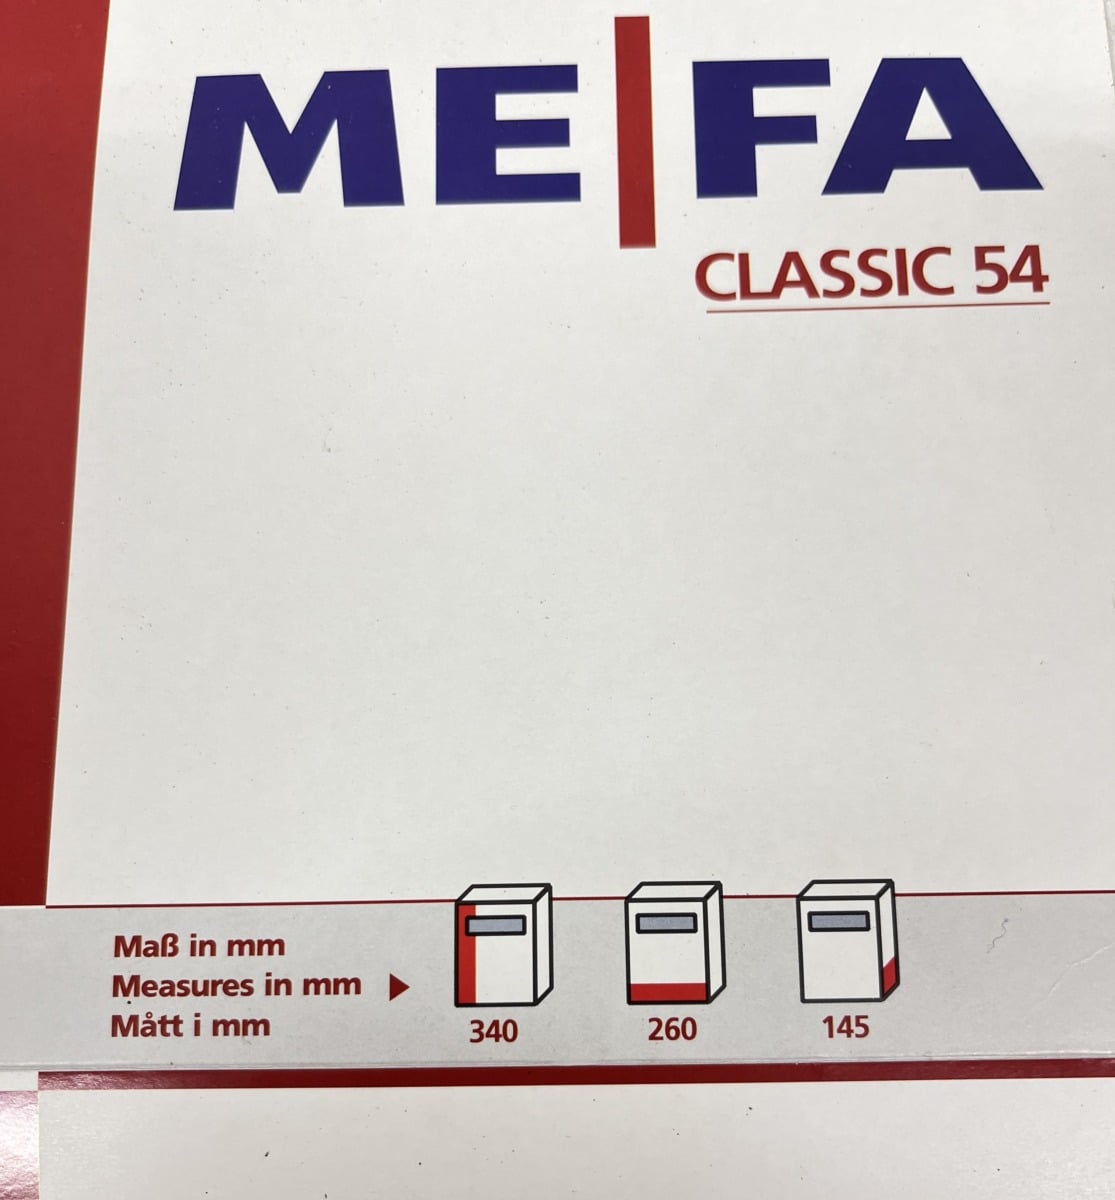 ME|FA
CLASSIC 54
Maß in mm
Measures in mm
Mått i mm
340
260
145